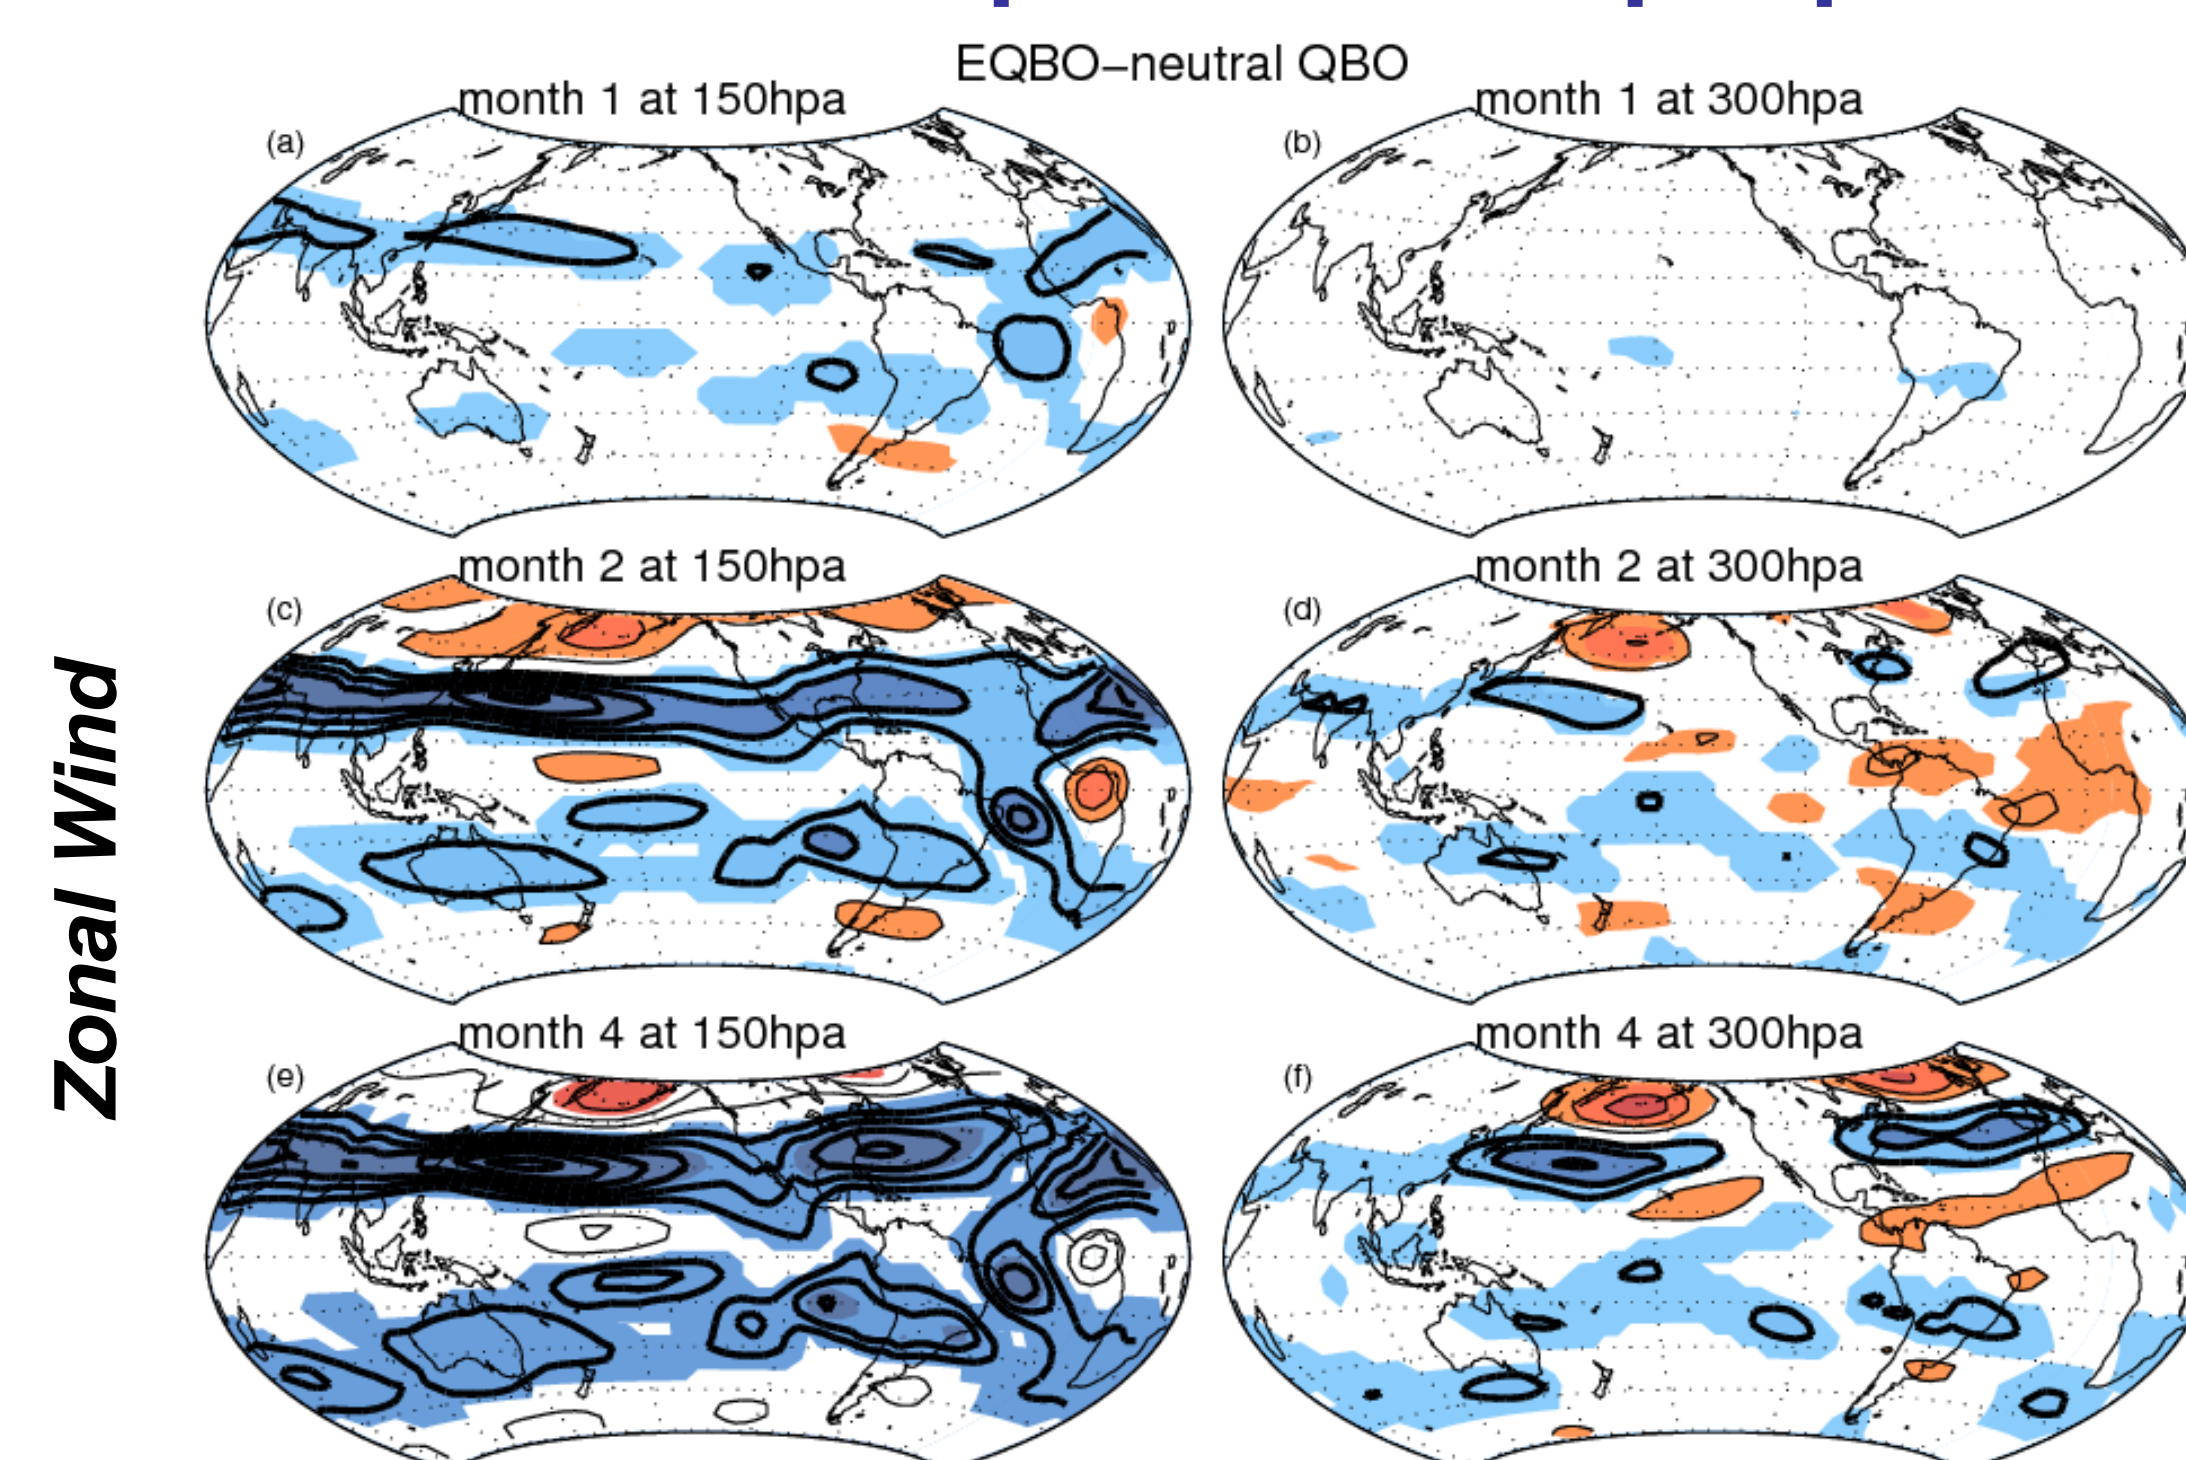 EQBO–neutral QBO
month 1 at 150hpa
month 1 at 300hpa
(a)
(b)
month 2 at 150hpa
month 2 at 300hpa
(c)
(d)
Zonal Wind
month 4 at 150hpa
month 4 at 300hpa
(e)
(f)